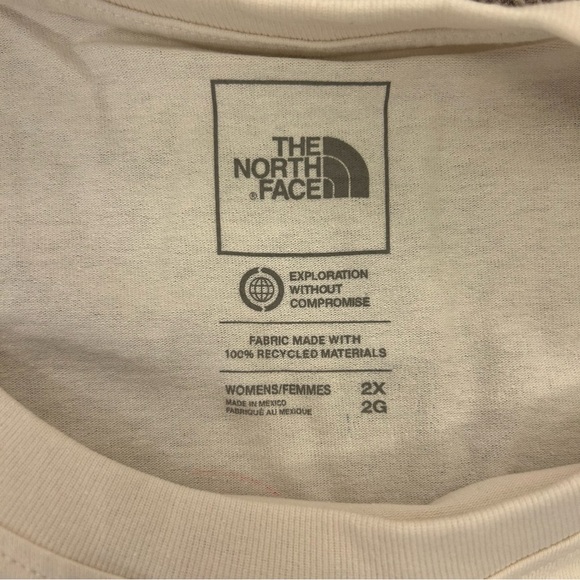 THE
NORTH
®FACE
EXPLORATION
WITHOUT
COMPROMISE
FABRIC MADE WITH
100% RECYCLED MATERIALS
WOMENS/FEMMES 2X
MADE IN MEXICO
FABRIQUÉ AU MEXIQUE 2G